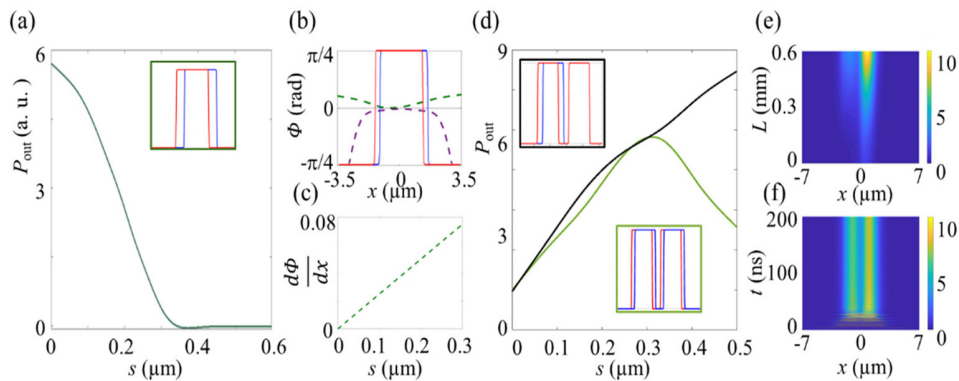 (a)
6
3
0
P_out (a. u.)
0 0.2 0.4 0.6
s (μm)
(b)
π/4
0
-π/4
Φ (rad)
-3.5 0 3.5
x (μm)
(c)
0.08
0
dΦ
dx
0 0.1 0.2 0.3
s (μm)
(d)
9
6
3
0
P_out
0 0.1 0.2 0.3 0.4 0.5
s (μm)
(e)
0.6
0.3
0
L (mm)
-7 7
x (μm)
10
5
0
(f)
200
100
0
t (ns)
-7 7
x (μm)
10
5
0